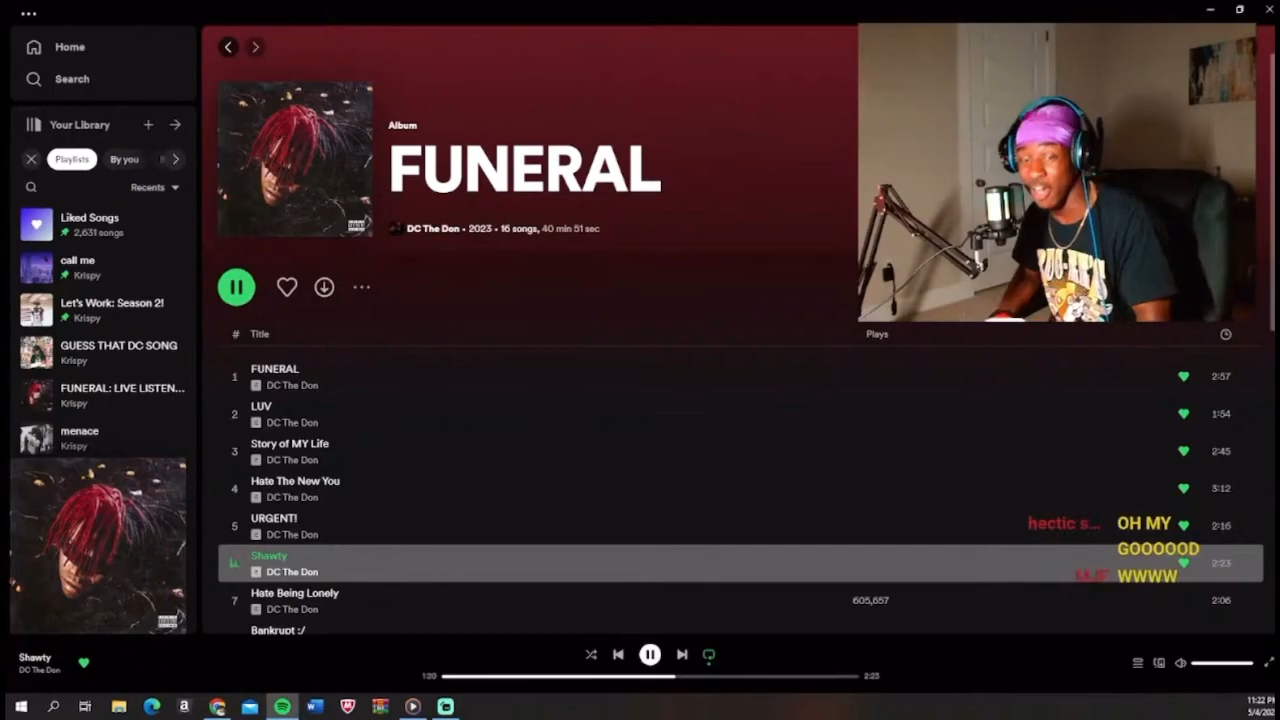 Home
Search
Your Library
Playlists
By you
Recents
Liked Songs
2,631 songs
call me
Krispy
Let's Work: Season 2!
Krispy
GUESS THAT DC SONG
Krispy
FUNERAL: LIVE LISTEN...
Krispy
menace
Krispy
Album
FUNERAL
DC The Don • 2023 • 16 songs, 40 min 51 sec
# Title Plays
1 FUNERAL 2:57
E DC The Don
2 LUV 1:54
E DC The Don
3 Story of MY Life 2:45
E DC The Don
4 Hate The New You 3:12
E DC The Don
5 URGENT! 2:16
E DC The Don
Shawty 2:23
E DC The Don
7 Hate Being Lonely 605,657 2:06
E DC The Don
Bankrupt :/
hectic s... OH MY
GOOOOOD
WWWW
Shawty
DC The Don
1:20 2:23
11:22 PM